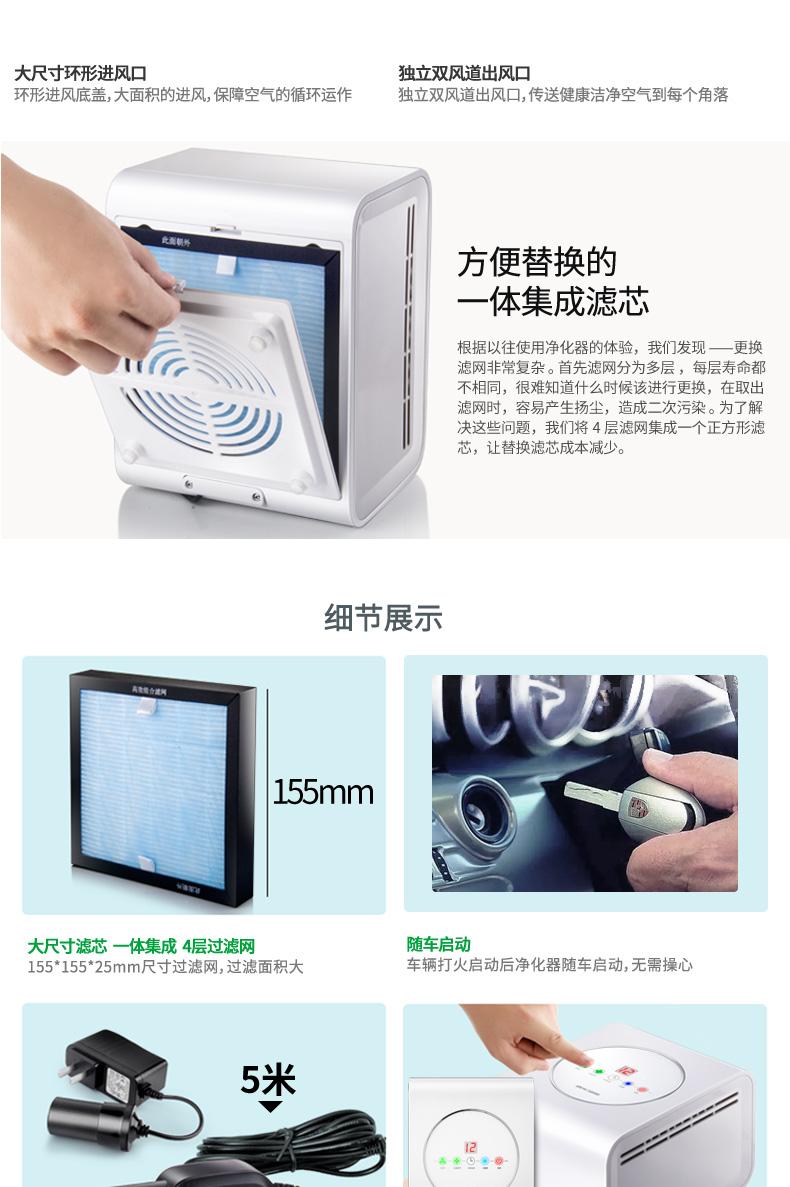 大尺寸环形进风口
环形进风底盖,大面积的进风,保障空气的循环运作
独立双风道出风口
独立双风道出风口,传送健康洁净空气到每个角落
此面朝外
方便替换的
一体集成滤芯
根据以往使用净化器的体验，我们发现 ——更换
滤网非常复杂。首先滤网分为多层，每层寿命都
不相同，很难知道什么时候该进行更换，在取出
滤网时，容易产生扬尘，造成二次污染。为了解
决这些问题，我们将 4 层滤网集成一个正方形滤
芯，让替换滤芯成本减少。
细节展示
高效组合滤网
155mm
此面朝外
大尺寸滤芯 一体集成 4层过滤网
155*155*25mm尺寸过滤网,过滤面积大
随车启动
车辆打火启动后净化器随车启动,无需操心
5米
12
12